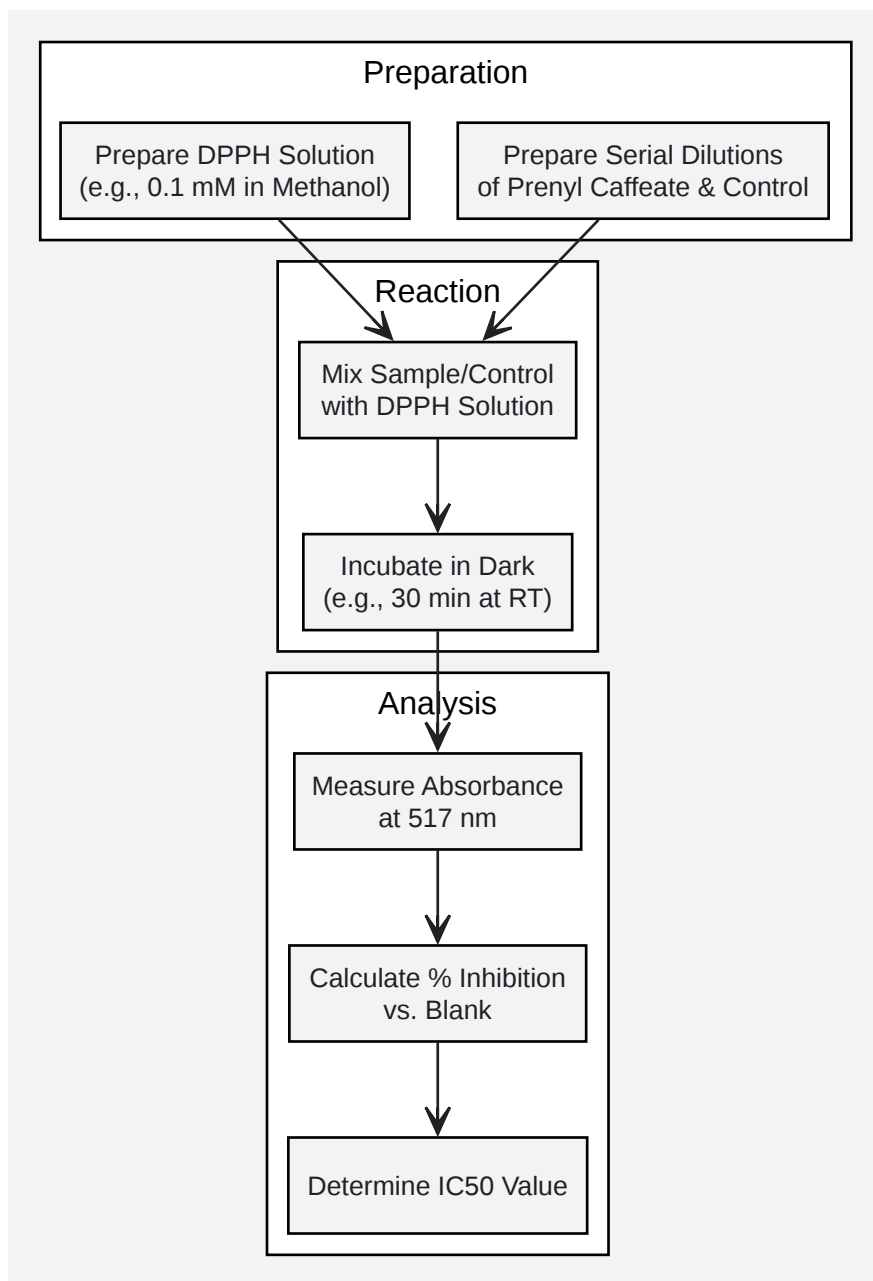 Preparation
Prepare DPPH Solution
(e.g., 0.1 mM in Methanol)
Prepare Serial Dilutions
of Prenyl Caffeate & Control
Reaction
Mix Sample/Control
with DPPH Solution
Incubate in Dark
(e.g., 30 min at RT)
Analysis
Measure Absorbance
at 517 nm
Calculate % Inhibition
vs. Blank
Determine IC50 Value